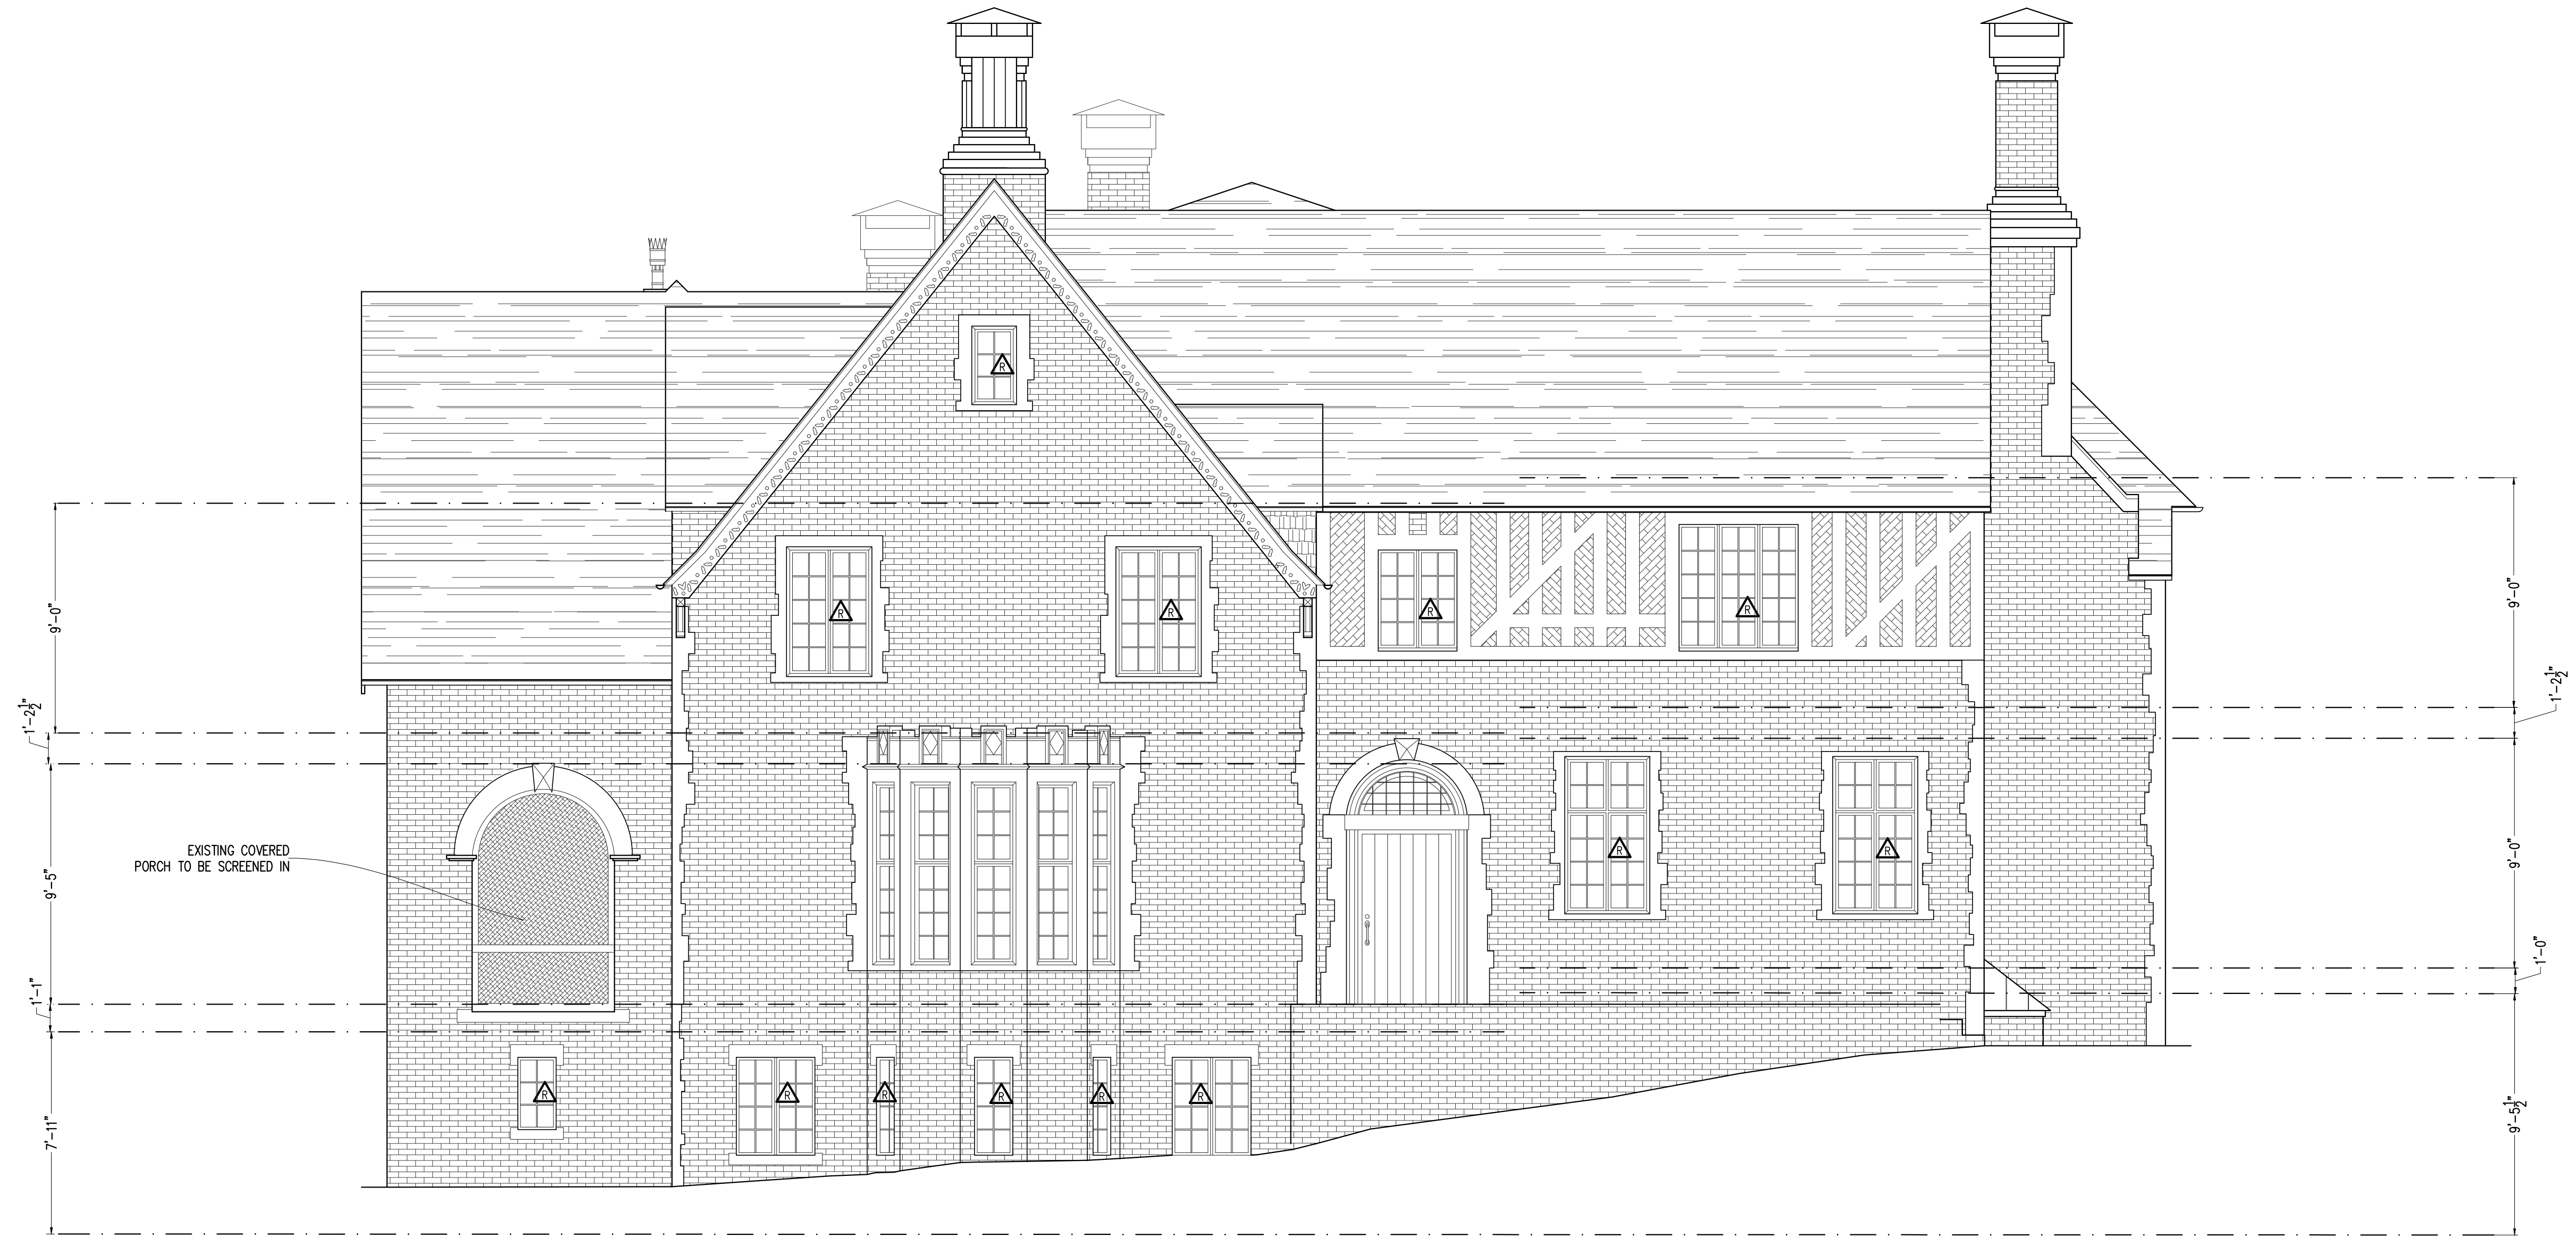 R
9'-0"
9'-0"
R
R
R
R
1'-2½"
1'-2½"
EXISTING COVERED
PORCH TO BE SCREENED IN
R
R
9'-5"
9'-0"
1'-1"
1'-0"
R
R
R
R
R
R
7'-11"
9'-5½"